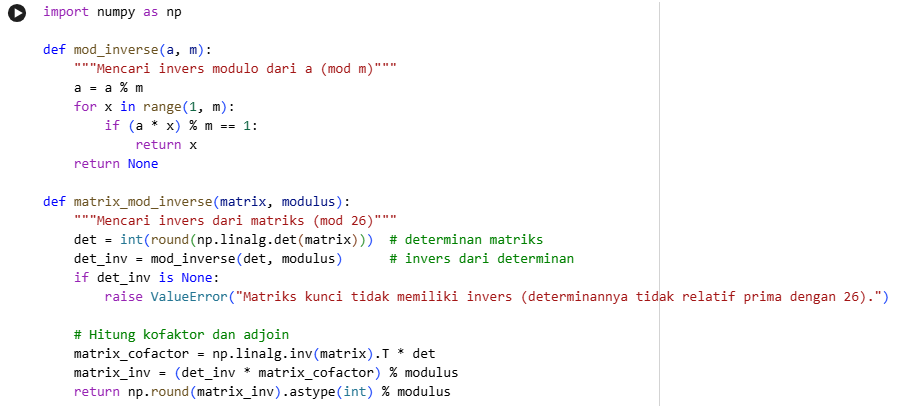 import numpy as np
def mod_inverse(a, m):
"""Mencari invers modulo dari a (mod m)"""
a = a % m
for x in range(1, m):
if (a * x) % m == 1:
return x
return None
def matrix_mod_inverse(matrix, modulus):
"""Mencari invers dari matriks (mod 26)"""
det = int(round(np.linalg.det(matrix)))  # determinan matriks
det_inv = mod_inverse(det, modulus)      # invers dari determinan
if det_inv is None:
raise ValueError("Matriks kunci tidak memiliki invers (determinannya tidak relatif prima dengan 26).")
# Hitung kofaktor dan adjoin
matrix_cofactor = np.linalg.inv(matrix).T * det
matrix_inv = (det_inv * matrix_cofactor) % modulus
return np.round(matrix_inv).astype(int) % modulus